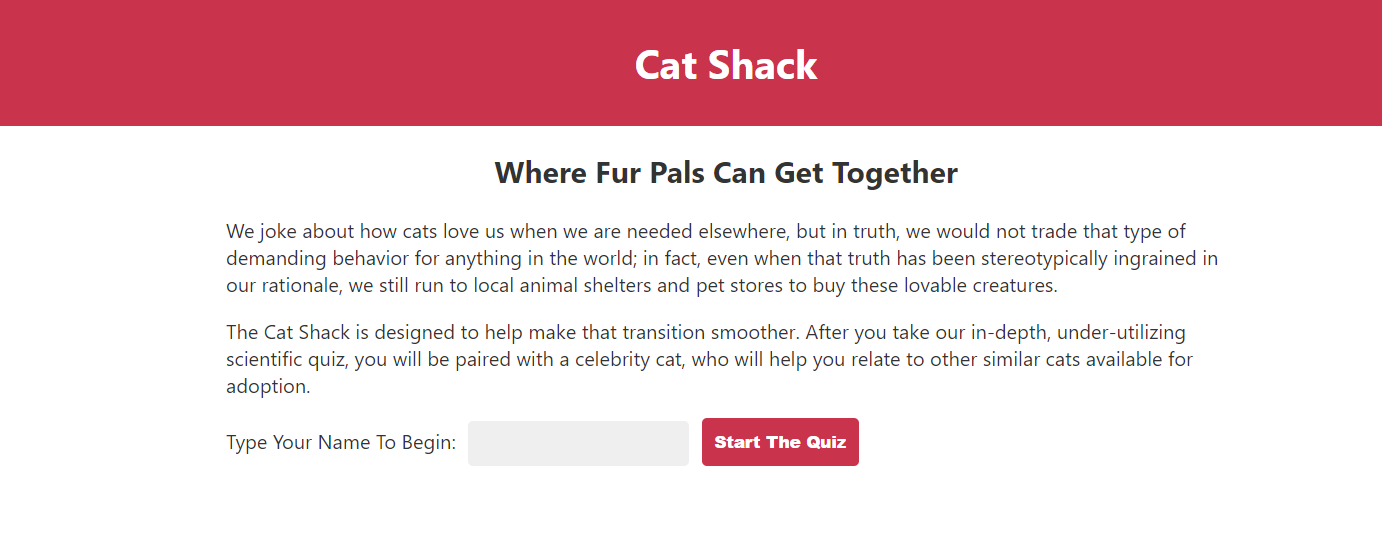 Cat Shack
Where Fur Pals Can Get Together
We joke about how cats love us when we are needed elsewhere, but in truth, we would not trade that type of
demanding behavior for anything in the world; in fact, even when that truth has been stereotypically ingrained in
our rationale, we still run to local animal shelters and pet stores to buy these lovable creatures.
The Cat Shack is designed to help make that transition smoother. After you take our in-depth, under-utilizing
scientific quiz, you will be paired with a celebrity cat, who will help you relate to other similar cats available for
adoption.
Type Your Name To Begin: Start The Quiz